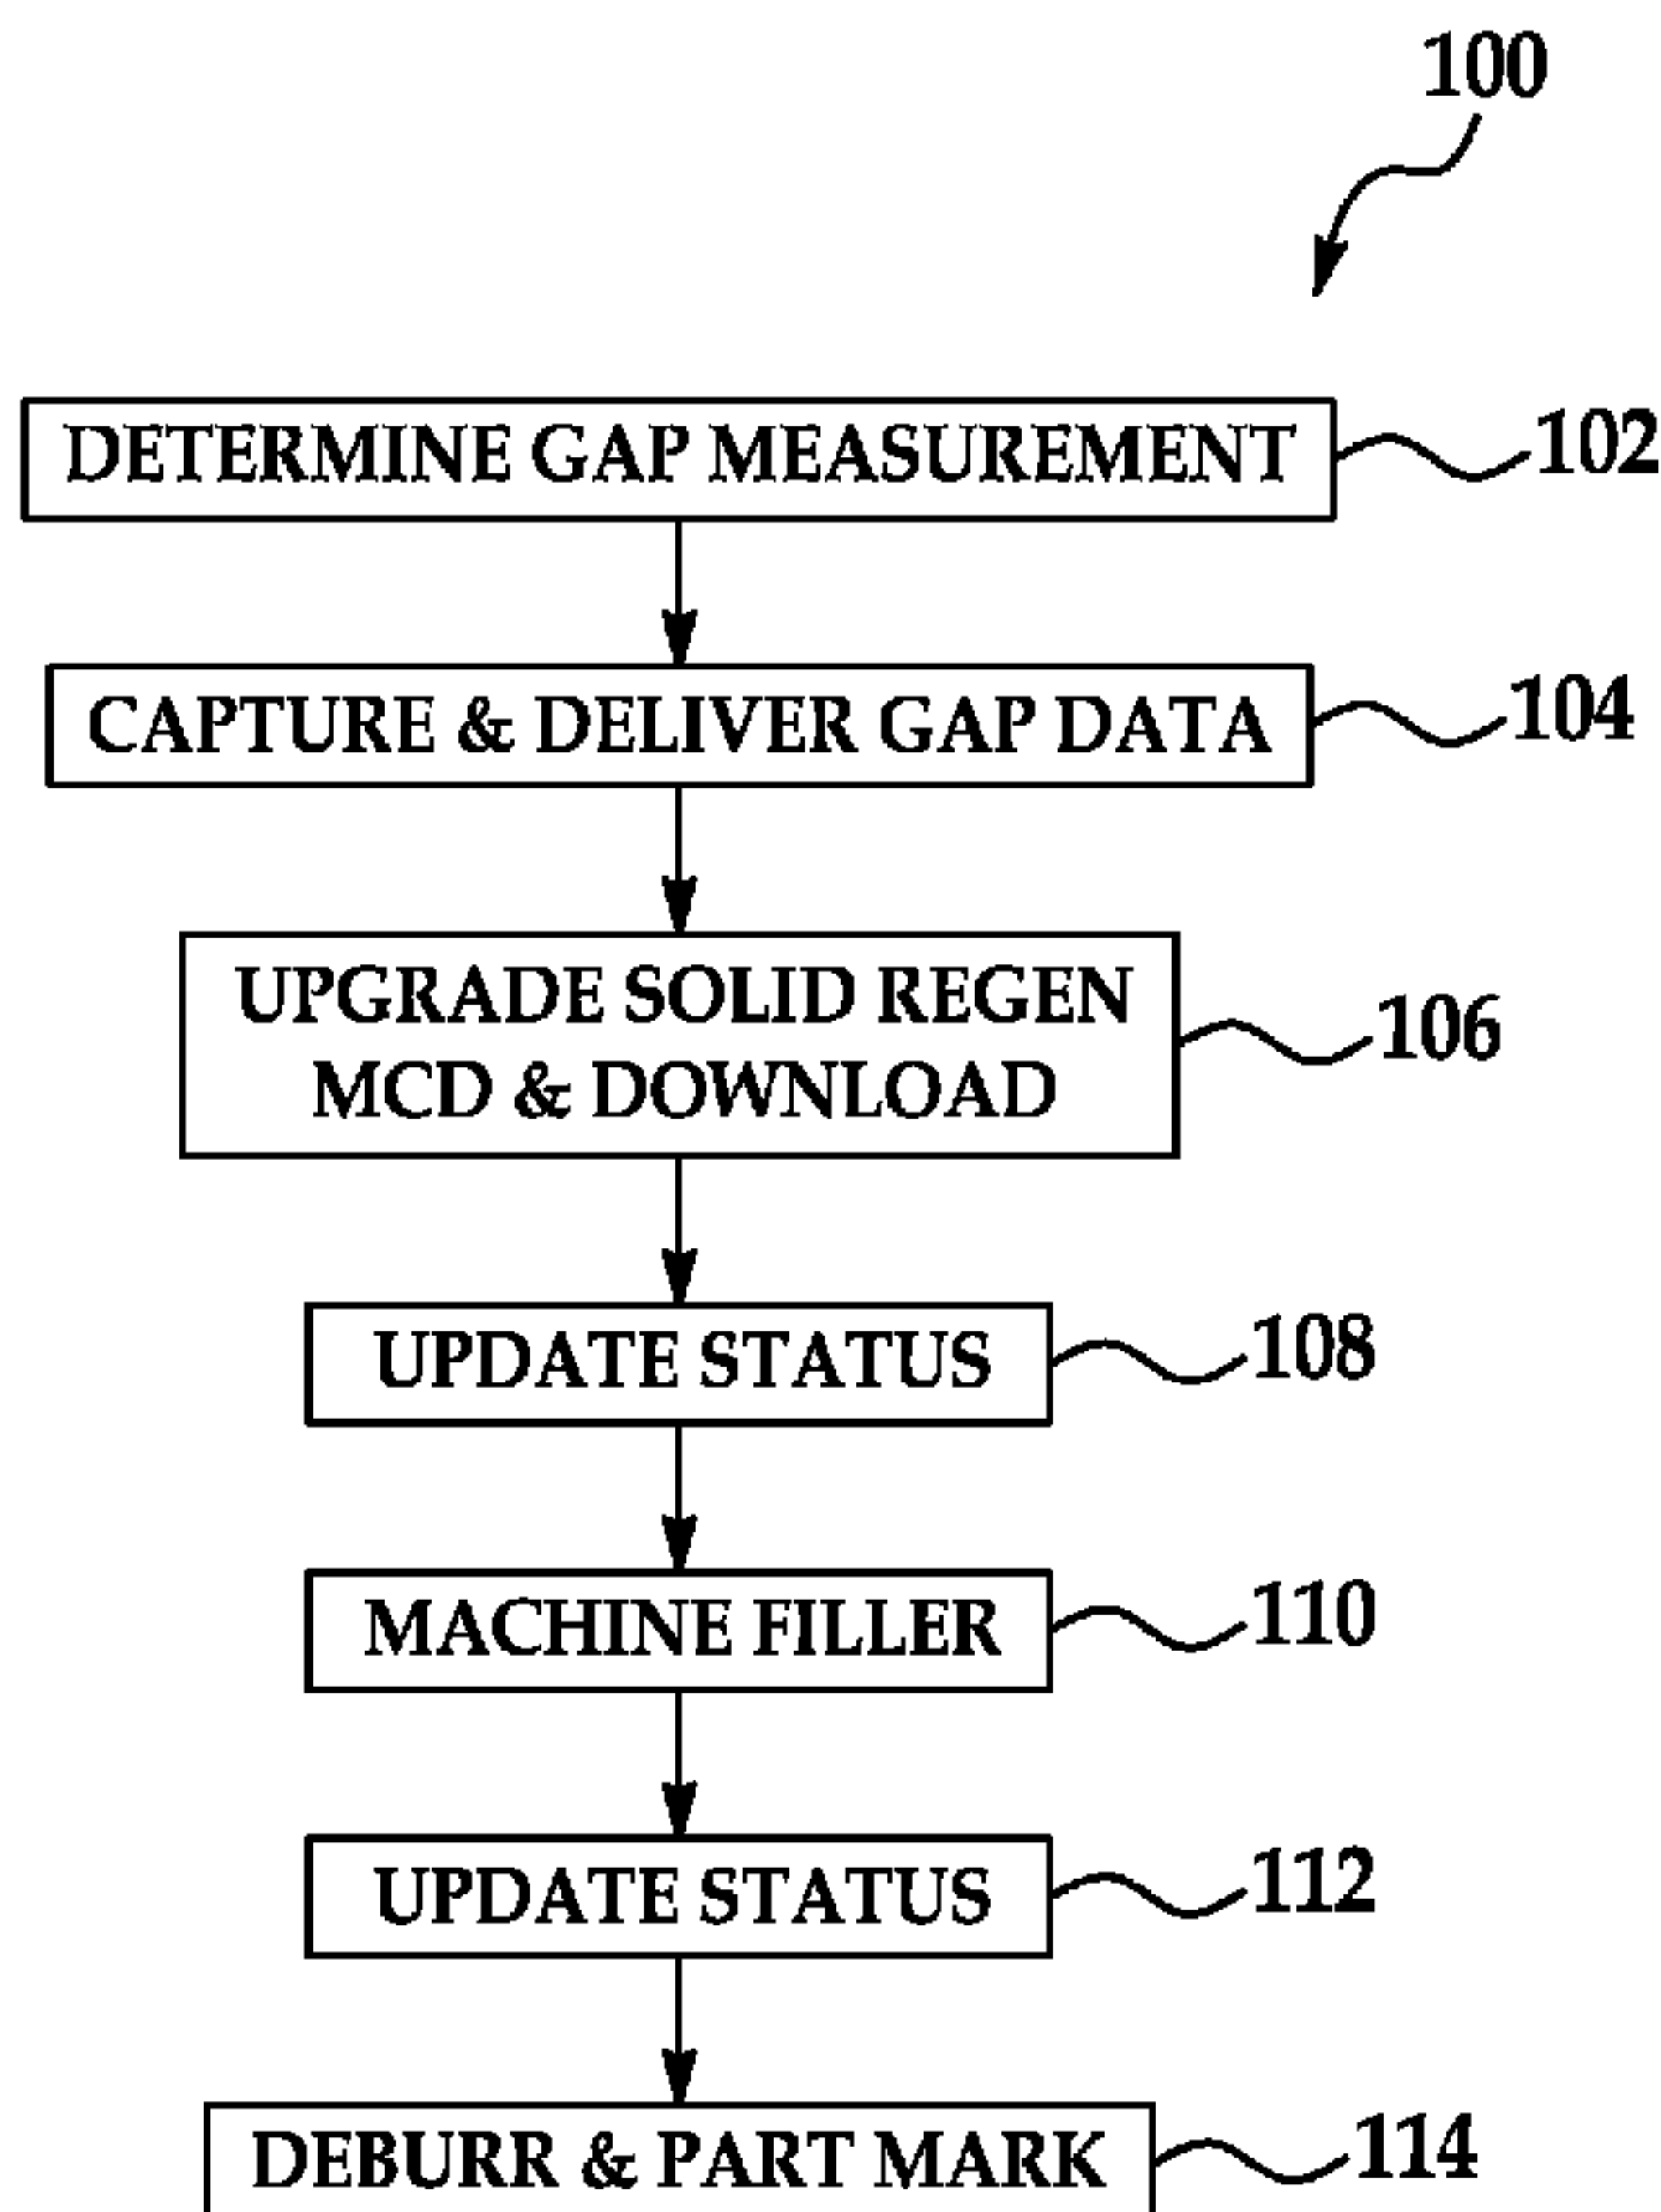 100
DETERMINE GAP MEASUREMENT
102
CAPTURE & DELIVER GAP DATA
104
UPGRADE SOLID REGEN
MCD & DOWNLOAD
106
UPDATE STATUS
108
MACHINE FILLER
110
UPDATE STATUS
112
DEBURR & PART MARK
114